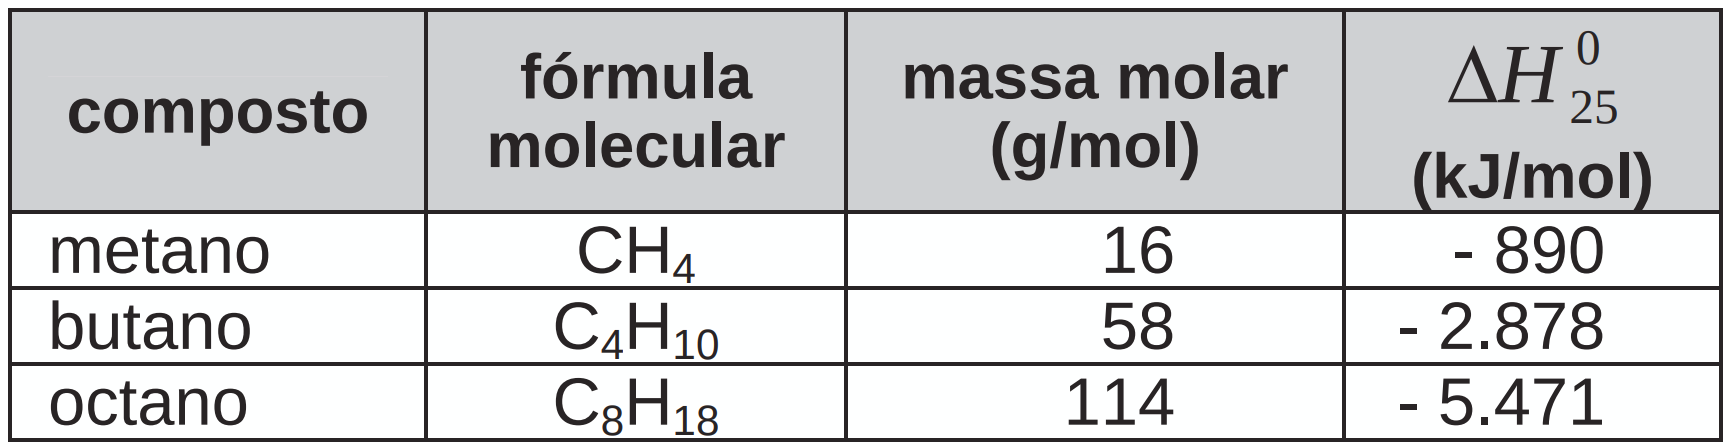 composto fórmula molecular massa molar (g/mol) ΔH⁰₂₅ (kJ/mol)
metano CH₄ 16 - 890
butano C₄H₁₀ 58 - 2.878
octano C₈H₁₈ 114 - 5.471